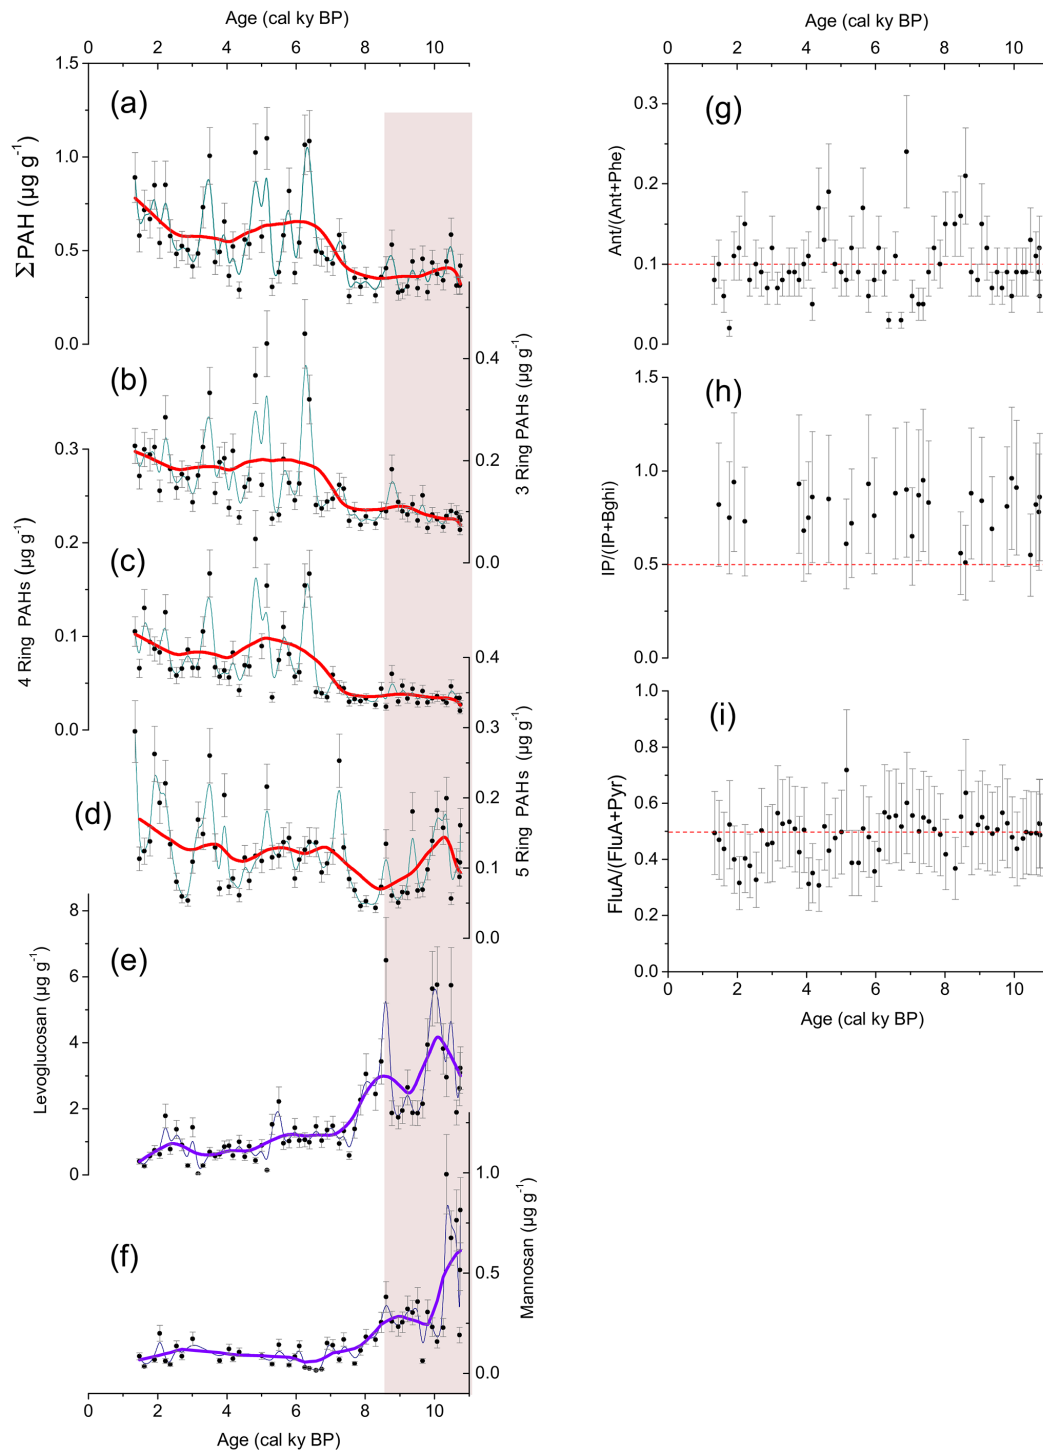 Age (cal ky BP)
0 2 4 6 8 10
1.5
1.0
0.5
0.0
ΣPAH (µg g-1)
(a)
(b)
0.4
0.2
0.0
3 Ring PAHs (µg g-1)
0.3
0.2
0.1
0.0
4 Ring PAHs (µg g-1)
(c)
0.4
0.3
0.2
0.1
0.0
5 Ring PAHs (µg g-1)
(d)
8
6
4
2
0
Levoglucosan (µg g-1)
(e)
1.0
0.5
0.0
Mannosan (µg g-1)
(f)
0 2 4 6 8 10
Age (cal ky BP)
Age (cal ky BP)
0 2 4 6 8 10
0.3
0.2
0.1
0.0
Ant/(Ant+Phe)
(g)
1.5
1.0
0.5
0.0
IP/(IP+Bghi)
(h)
1.0
0.8
0.6
0.4
0.2
0.0
FluA/(FluA+Pyr)
(i)
0 2 4 6 8 10
Age (cal ky BP)